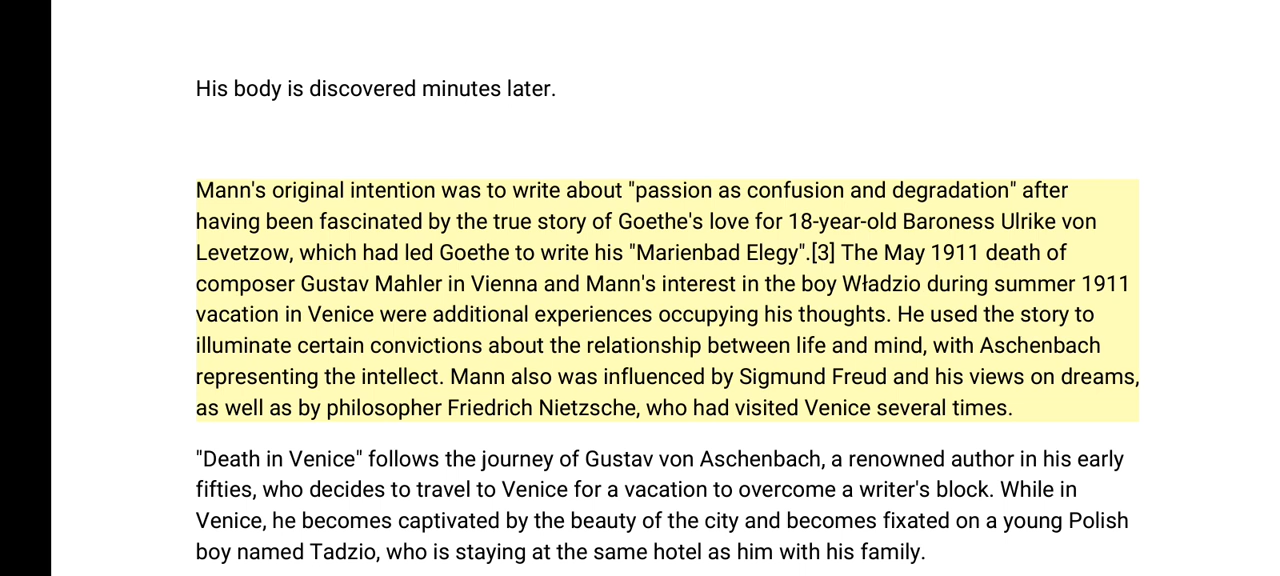 His body is discovered minutes later.
Mann's original intention was to write about "passion as confusion and degradation" after
having been fascinated by the true story of Goethe's love for 18-year-old Baroness Ulrike von
Levetzow, which had led Goethe to write his "Marienbad Elegy".[3] The May 1911 death of
composer Gustav Mahler in Vienna and Mann's interest in the boy Władzio during summer 1911
vacation in Venice were additional experiences occupying his thoughts. He used the story to
illuminate certain convictions about the relationship between life and mind, with Aschenbach
representing the intellect. Mann also was influenced by Sigmund Freud and his views on dreams,
as well as by philosopher Friedrich Nietzsche, who had visited Venice several times.
"Death in Venice" follows the journey of Gustav von Aschenbach, a renowned author in his early
fifties, who decides to travel to Venice for a vacation to overcome a writer's block. While in
Venice, he becomes captivated by the beauty of the city and becomes fixated on a young Polish
boy named Tadzio, who is staying at the same hotel as him with his family.